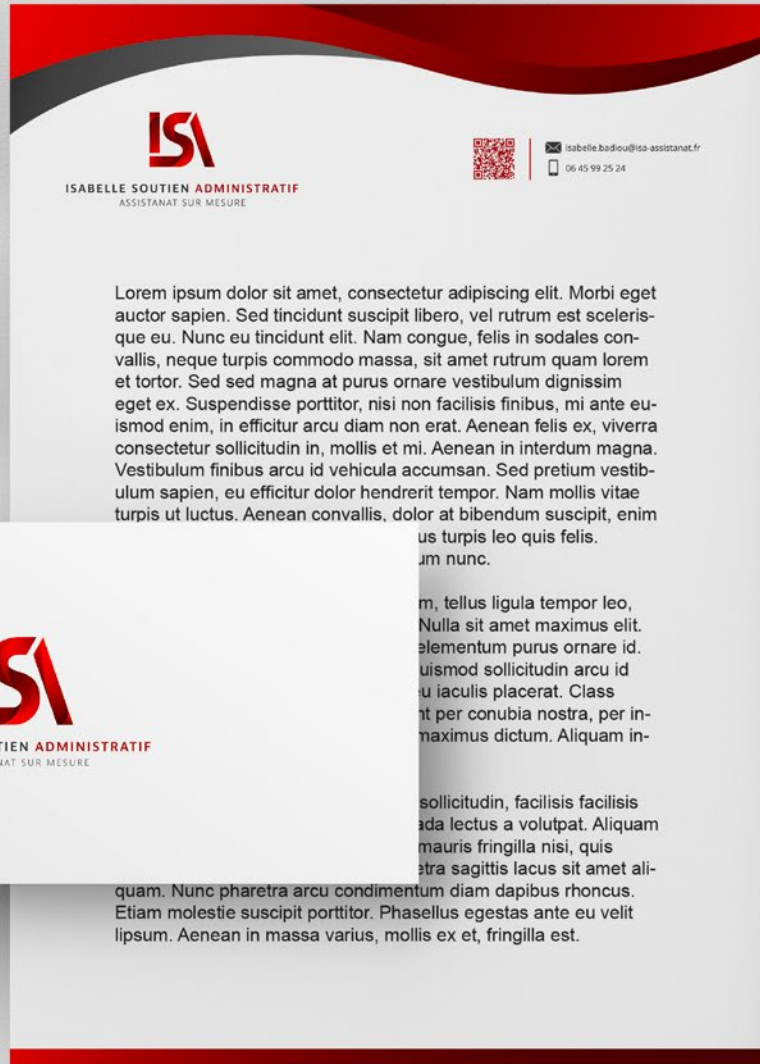 ISA
ISABELLE SOUTIEN ADMINISTRATIF
ASSISTANAT SUR MESURE
isabelle.badiou@isa-assistanat.fr
06 45 99 25 24
Lorem ipsum dolor sit amet, consectetur adipiscing elit. Morbi eget
auctor sapien. Sed tincidunt suscipit libero, vel rutrum est sceleris-
que eu. Nunc eu tincidunt elit. Nam congue, felis in sodales con-
vallis, neque turpis commodo massa, sit amet rutrum quam lorem
et tortor. Sed sed magna at purus ornare vestibulum dignissim
eget ex. Suspendisse porttitor, nisi non facilisis finibus, mi ante eu-
ismod enim, in efficitur arcu diam non erat. Aenean felis ex, viverra
consectetur sollicitudin in, mollis et mi. Aenean in interdum magna.
Vestibulum finibus arcu id vehicula accumsan. Sed pretium vestib-
ulum sapien, eu efficitur dolor hendrerit tempor. Nam mollis vitae
turpis ut luctus. Aenean convallis, dolor at bibendum suscipit, enim
us turpis leo quis felis.
um nunc.
m, tellus ligula tempor leo,
Nulla sit amet maximus elit.
elementum purus ornare id.
uismod sollicitudin arcu id
u iaculis placerat. Class
nt per conubia nostra, per in-
maximus dictum. Aliquam in-
sollicitudin, facilisis facilisis
ada lectus a volutpat. Aliquam
mauris fringilla nisi, quis
etra sagittis lacus sit amet ali-
quam. Nunc pharetra arcu condimentum diam dapibus rhoncus.
Etiam molestie suscipit porttitor. Phasellus egestas ante eu velit
lipsum. Aenean in massa varius, mollis ex et, fringilla est.
SA
TIEN ADMINISTRATIF
NAT SUR MESURE